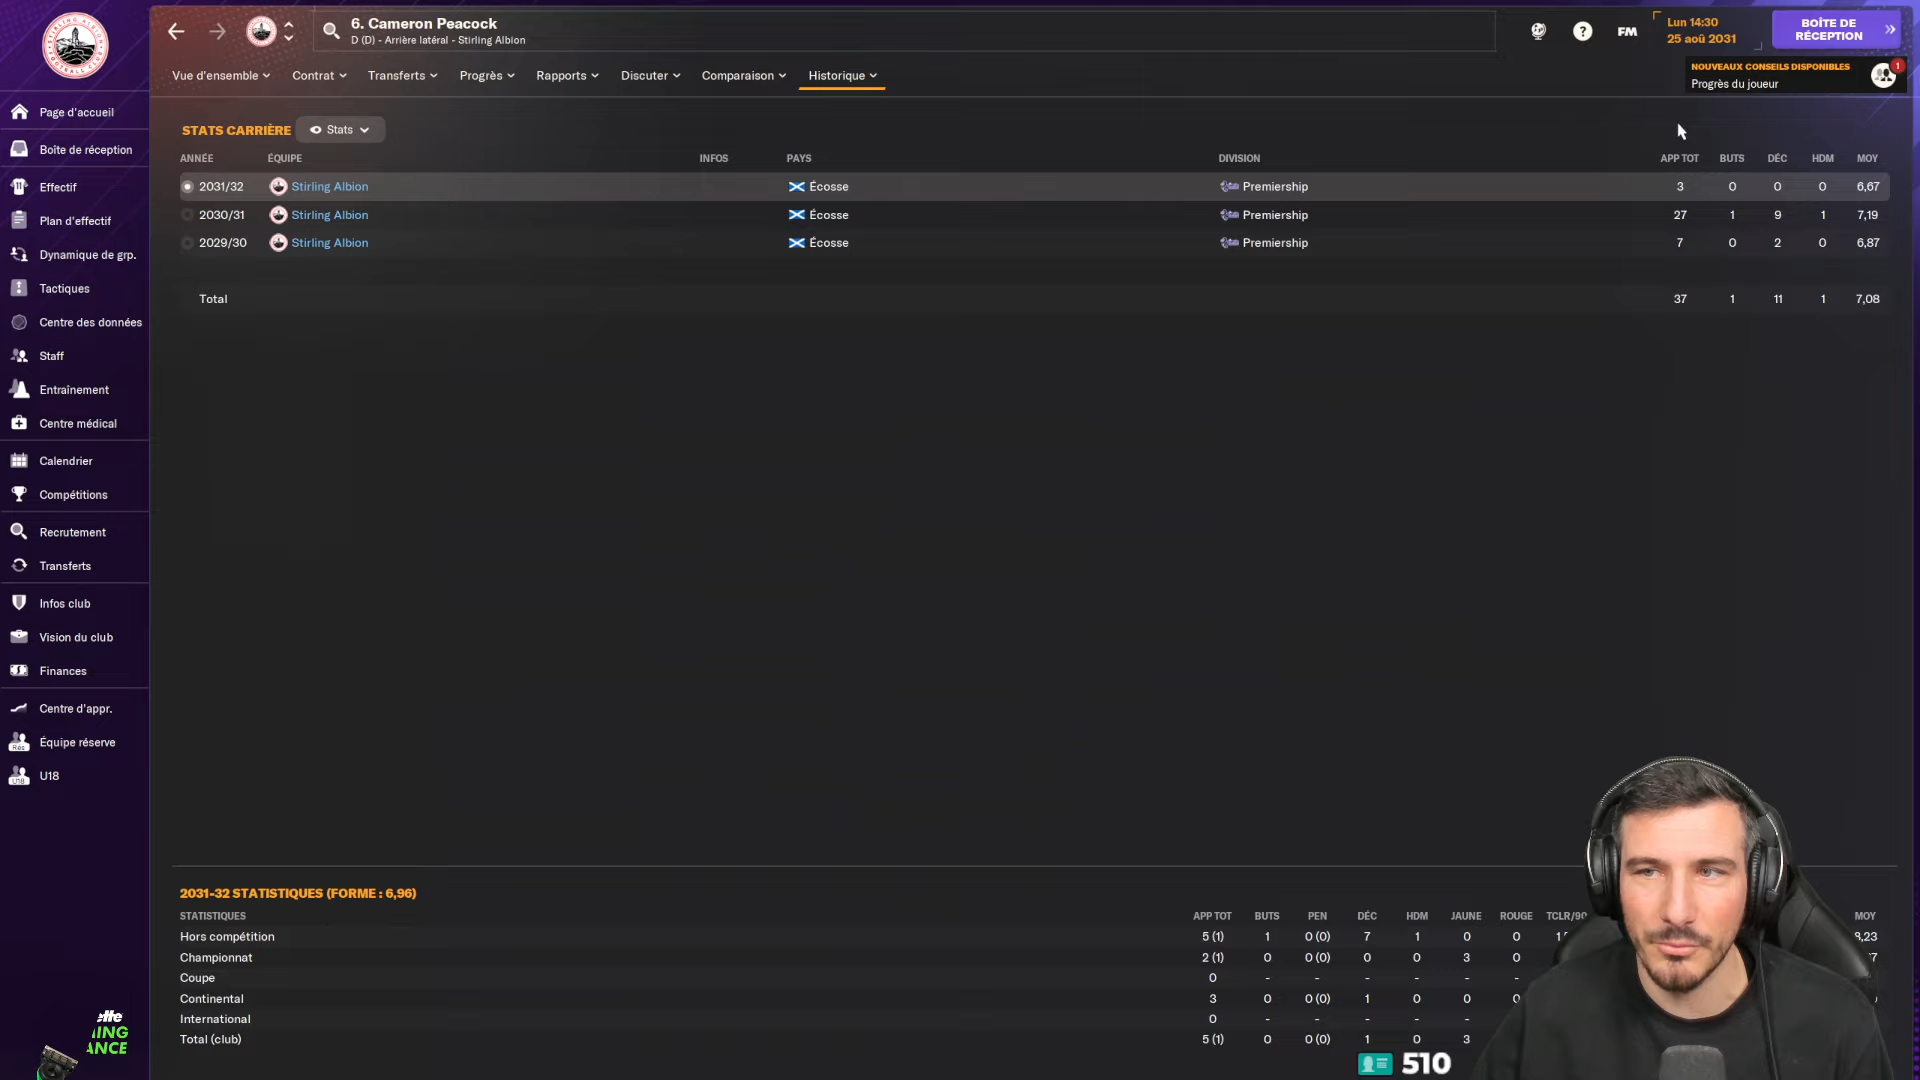 6. Cameron Peacock
D (D) - Arrière latéral - Stirling Albion
FM
Lun 14:30
25 aoû 2031
BOÎTE DE RÉCEPTION
Vue d'ensemble
Contrat
Transferts
Progrès
Rapports
Discuter
Comparaison
Historique
NOUVEAUX CONSEILS DISPONIBLES
Progrès du joueur
1
Page d'accueil
Boîte de réception
Effectif
Plan d'effectif
Dynamique de grp.
Tactiques
Centre des données
Staff
Entraînement
Centre médical
Calendrier
Compétitions
Recrutement
Transferts
Infos club
Vision du club
Finances
Centre d'appr.
Équipe réserve
U18
STATS CARRIÈRE Stats
ANNÉE ÉQUIPE INFOS PAYS DIVISION APP TOT BUTS DÉC HDM MOY
2031/32 Stirling Albion Écosse Premiership 3 0 0 0 6,67
2030/31 Stirling Albion Écosse Premiership 27 1 9 1 7,19
2029/30 Stirling Albion Écosse Premiership 7 0 2 0 6,87
Total 37 1 11 1 7,08
2031-32 STATISTIQUES (FORME : 6,96)
STATISTIQUES APP TOT BUTS PEN DÉC HDM JAUNE ROUGE TCLR/90 MOY
Hors compétition 5 (1) 1 0 (0) 7 1 0 0 8,23
Championnat 2 (1) 0 0 (0) 0 0 3 0
Coupe 0 - - - - - -
Continental 3 0 0 (0) 1 0 0 0
International 0 - - - - - -
Total (club) 5 (1) 0 0 (0) 1 0 3
510